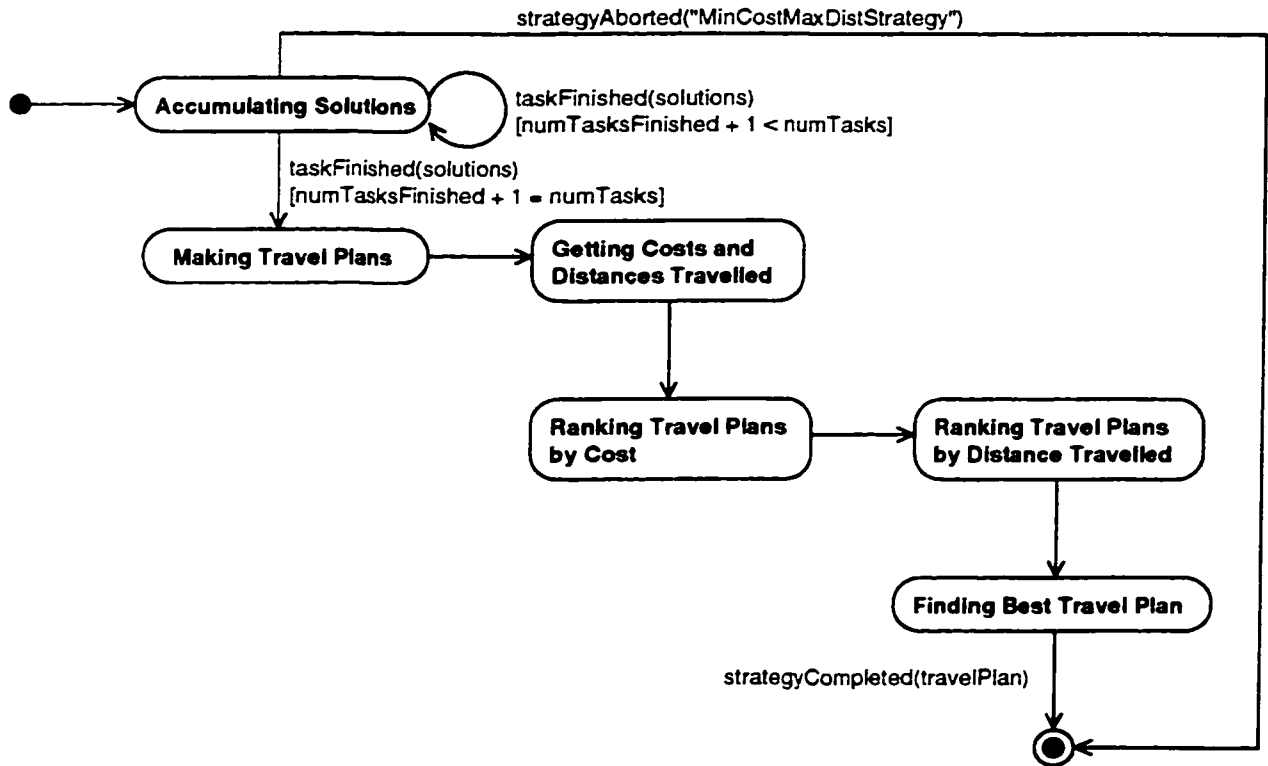 strategyAborted("MinCostMaxDistStrategy")
Accumulating Solutions
taskFinished(solutions)
[numTasksFinished + 1 < numTasks]
taskFinished(solutions)
[numTasksFinished + 1 = numTasks]
Making Travel Plans
Getting Costs and
Distances Travelled
Ranking Travel Plans
by Cost
Ranking Travel Plans
by Distance Travelled
Finding Best Travel Plan
strategyCompleted(travelPlan)